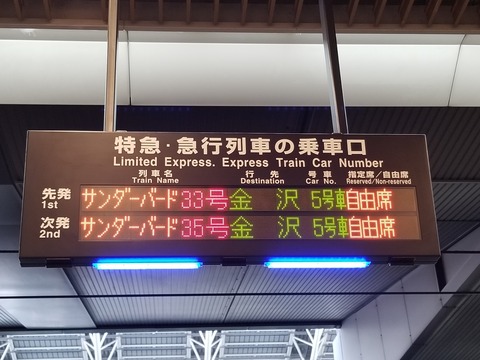 特急・急行列車の乗車口
Limited Express. Express Train Car Number
列車名 行先 号車 指定席/自由席
Train Name Destination Car No. Reserved/Non-reserved
先発 サンダーバード33号 金沢 5号車 自由席
1st
次発 サンダーバード35号 金沢 5号車 自由席
2nd